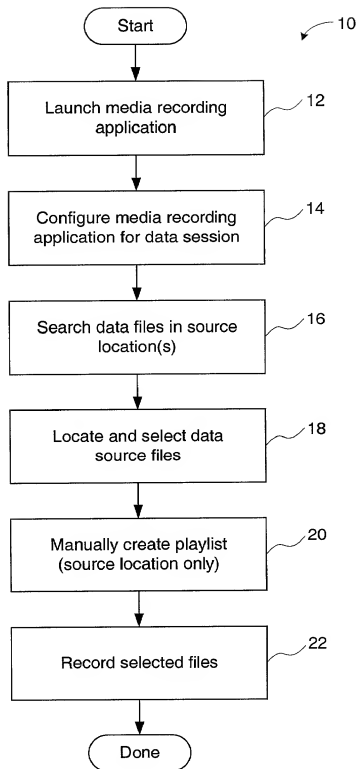 Start
10
Launch media recording
application
12
Configure media recording
application for data session
14
Search data files in source
location(s)
16
Locate and select data
source files
18
Manually create playlist
(source location only)
20
Record selected files
22
Done